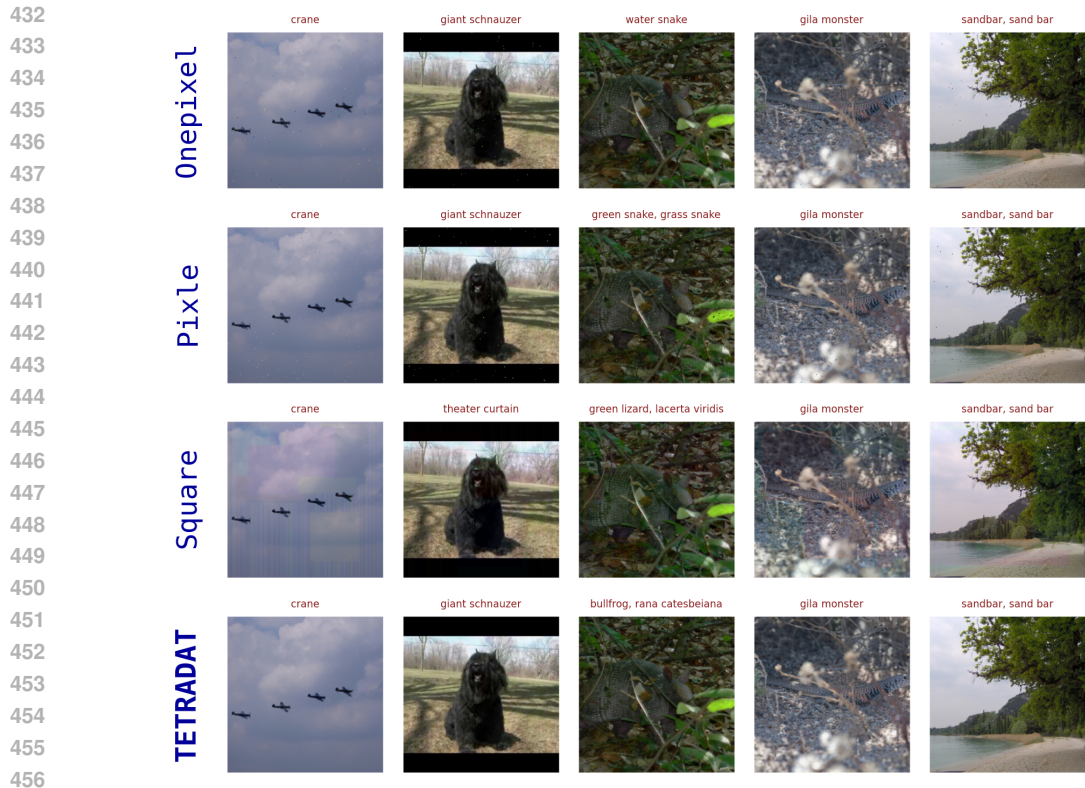 432
433
434
435
436
437
438
439
440
441
442
443
444
445
446
447
448
449
450
451
452
453
454
455
456
Onepixel
crane
giant schnauzer
water snake
gila monster
sandbar, sand bar
Pixle
crane
giant schnauzer
green snake, grass snake
gila monster
sandbar, sand bar
Square
crane
theater curtain
green lizard, lacerta viridis
gila monster
sandbar, sand bar
TETRADAT
crane
giant schnauzer
bullfrog, rana catesbeiana
gila monster
sandbar, sand bar